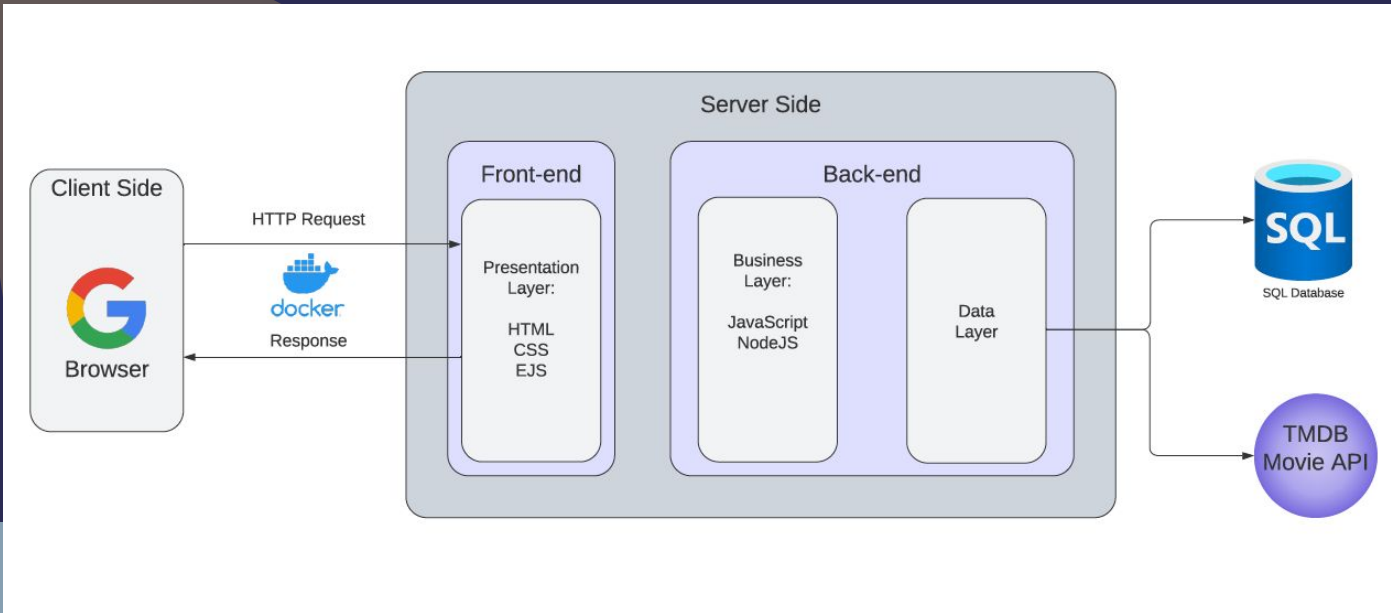 Server Side
Client Side
Browser
HTTP Request
docker
Response
Front-end
Presentation
Layer:
HTML
CSS
EJS
Back-end
Business
Layer:
JavaScript
NodeJS
Data
Layer
SQL
SQL Database
TMDB
Movie API